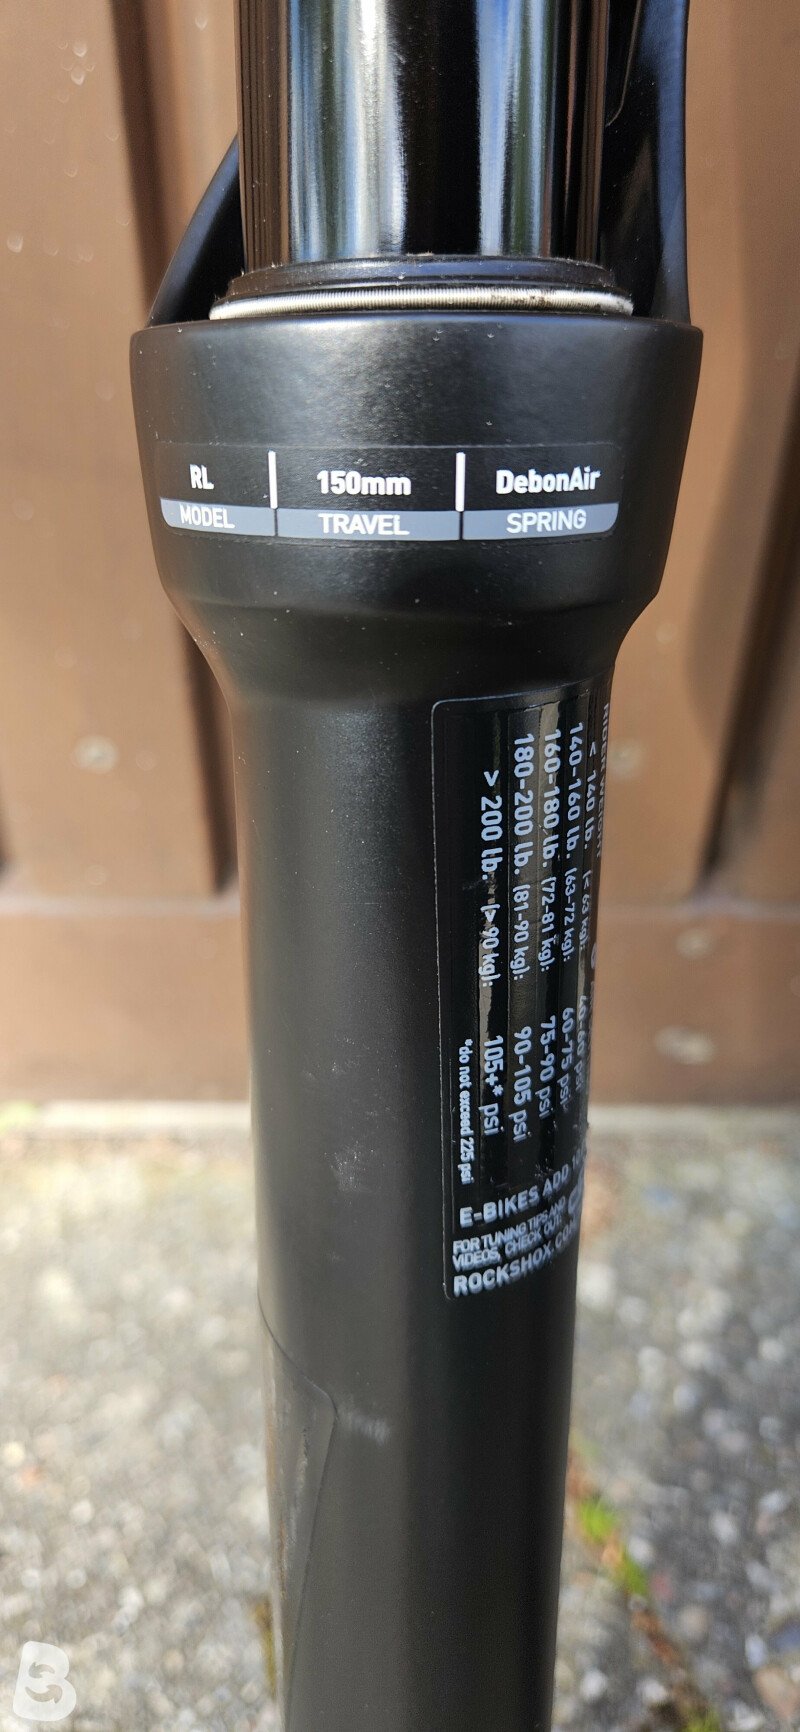 RL 150mm DebonAir
MODEL TRAVEL SPRING
< 140 lb. (< 63 kg):
140-160 lb. (63-72 kg): 60-75 psi
160-180 lb. (72-81 kg): 75-90 psi
180-200 lb. (81-90 kg): 90-105 psi
> 200 lb. (> 90 kg): 105+* psi
*do not exceed 225 psi
E-BIKES ADD
FOR TUNING TIPS AND
VIDEOS, CHECK OUT:
ROCKSHOX.COM